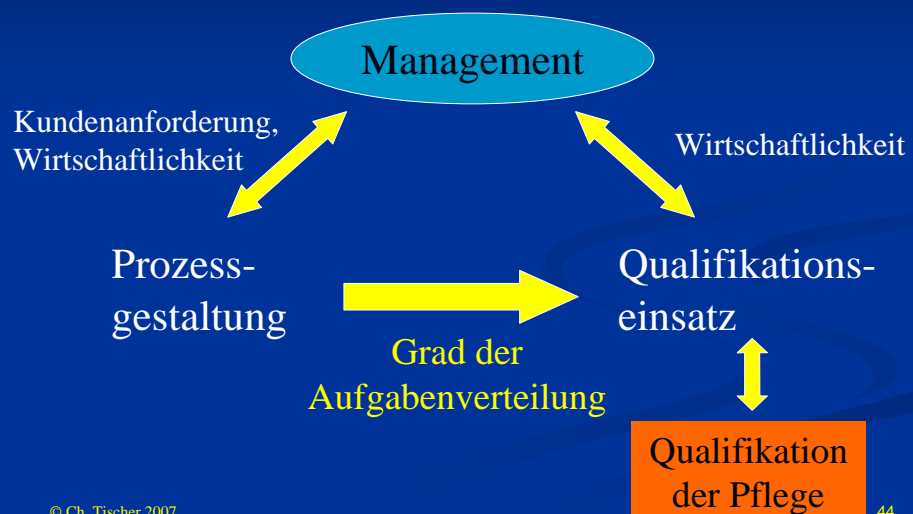 Management
Kundenanforderung,
Wirtschaftlichkeit
Wirtschaftlichkeit
Prozess-
gestaltung
Qualifikations-
einsatz
Grad der
Aufgabenverteilung
Qualifikation
der Pflege
© Ch. Tischer 2007
44